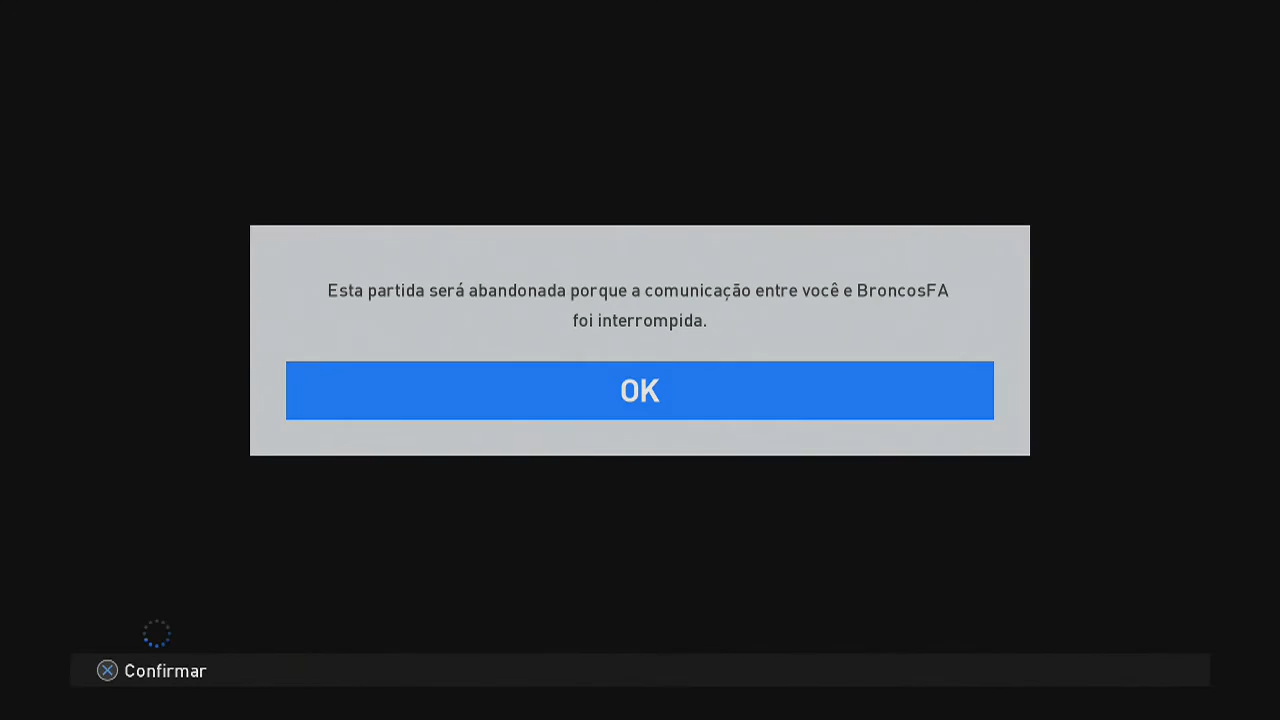 Esta partida será abandonada porque a comunicação entre você e BroncosFA
foi interrompida.
OK
Confirmar